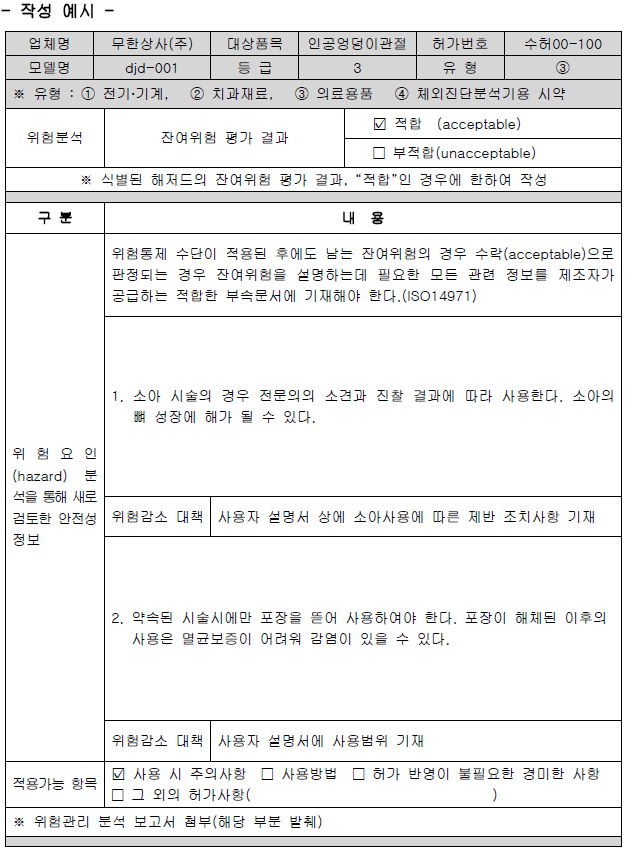 - 작성 예시 -
업체명 무한상사(주) 대상품목 인공엉덩이관절 허가번호 수허00-100
모델명 djd-001 등 급 3 유 형 ③
※ 유형 : ① 전기·기계, ② 치과재료, ③ 의료용품 ④ 체외진단분석기용 시약
위험분석 잔여위험 평가 결과 ☑ 적합 (acceptable)
□ 부적합(unacceptable)
※ 식별된 해저드의 잔여위험 평가 결과, “적합”인 경우에 한하여 작성
구 분 내 용
위험통제 수단이 적용된 후에도 남는 잔여위험의 경우 수락(acceptable)으로
판정되는 경우 잔여위험을 설명하는데 필요한 모든 관련 정보를 제조자가
공급하는 적합한 부속문서에 기재해야 한다.(ISO14971)
위 험 요 인
(hazard) 분
석을 통해 새로
검토한 안전성
정보
1. 소아 시술의 경우 전문의의 소견과 진찰 결과에 따라 사용한다. 소아의
뼈 성장에 해가 될 수 있다.
위험감소 대책 사용자 설명서 상에 소아사용에 따른 제반 조치사항 기재
2. 약속된 시술시에만 포장을 뜯어 사용하여야 한다. 포장이 해체된 이후의
사용은 멸균보증이 어려워 감염이 있을 수 있다.
위험감소 대책 사용자 설명서에 사용범위 기재
적용가능 항목 ☑ 사용 시 주의사항 □ 사용방법 □ 허가 반영이 불필요한 경미한 사항
□ 그 외의 허가사항( )
※ 위험관리 분석 보고서 첨부(해당 부분 발췌)